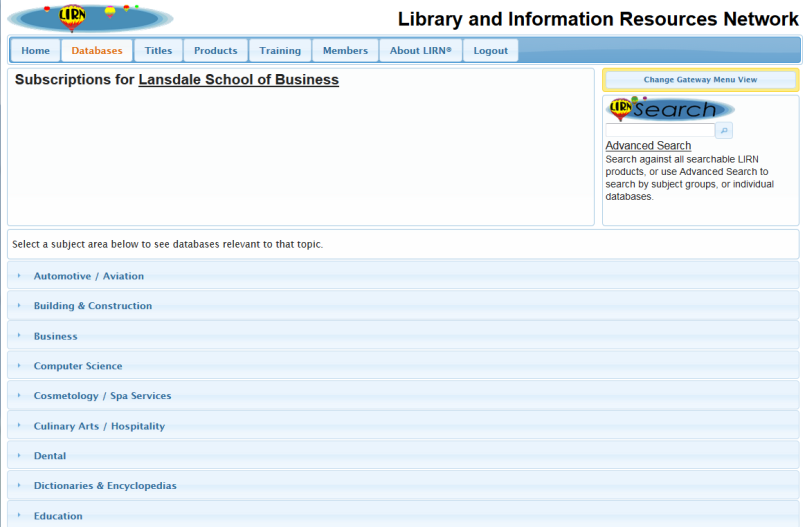 LIRN
Library and Information Resources Network
Home Databases Titles Products Training Members About LIRN® Logout
Subscriptions for Lansdale School of Business
Change Gateway Menu View
LIRN Search
Advanced Search
Search against all searchable LIRN
products, or use Advanced Search to
search by subject groups, or individual
databases.
Select a subject area below to see databases relevant to that topic.
Automotive / Aviation
Building & Construction
Business
Computer Science
Cosmetology / Spa Services
Culinary Arts / Hospitality
Dental
Dictionaries & Encyclopedias
Education